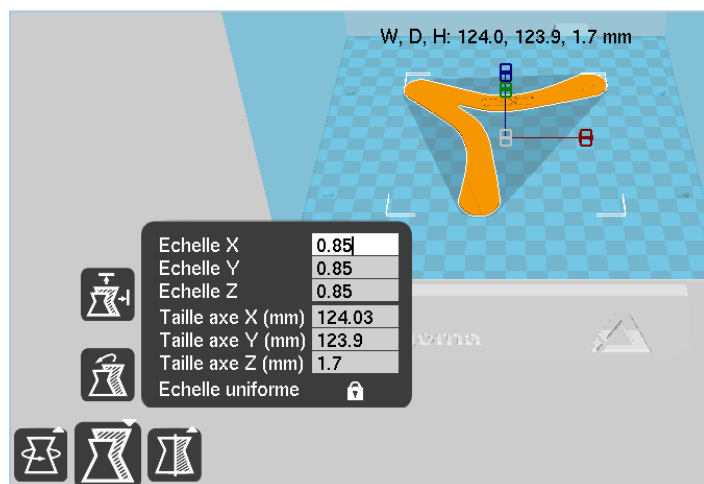 W, D, H: 124.0, 123.9, 1.7 mm
Echelle X 0.85
Echelle Y 0.85
Echelle Z 0.85
Taille axe X (mm) 124.03
Taille axe Y (mm) 123.9
Taille axe Z (mm) 1.7
Echelle uniforme